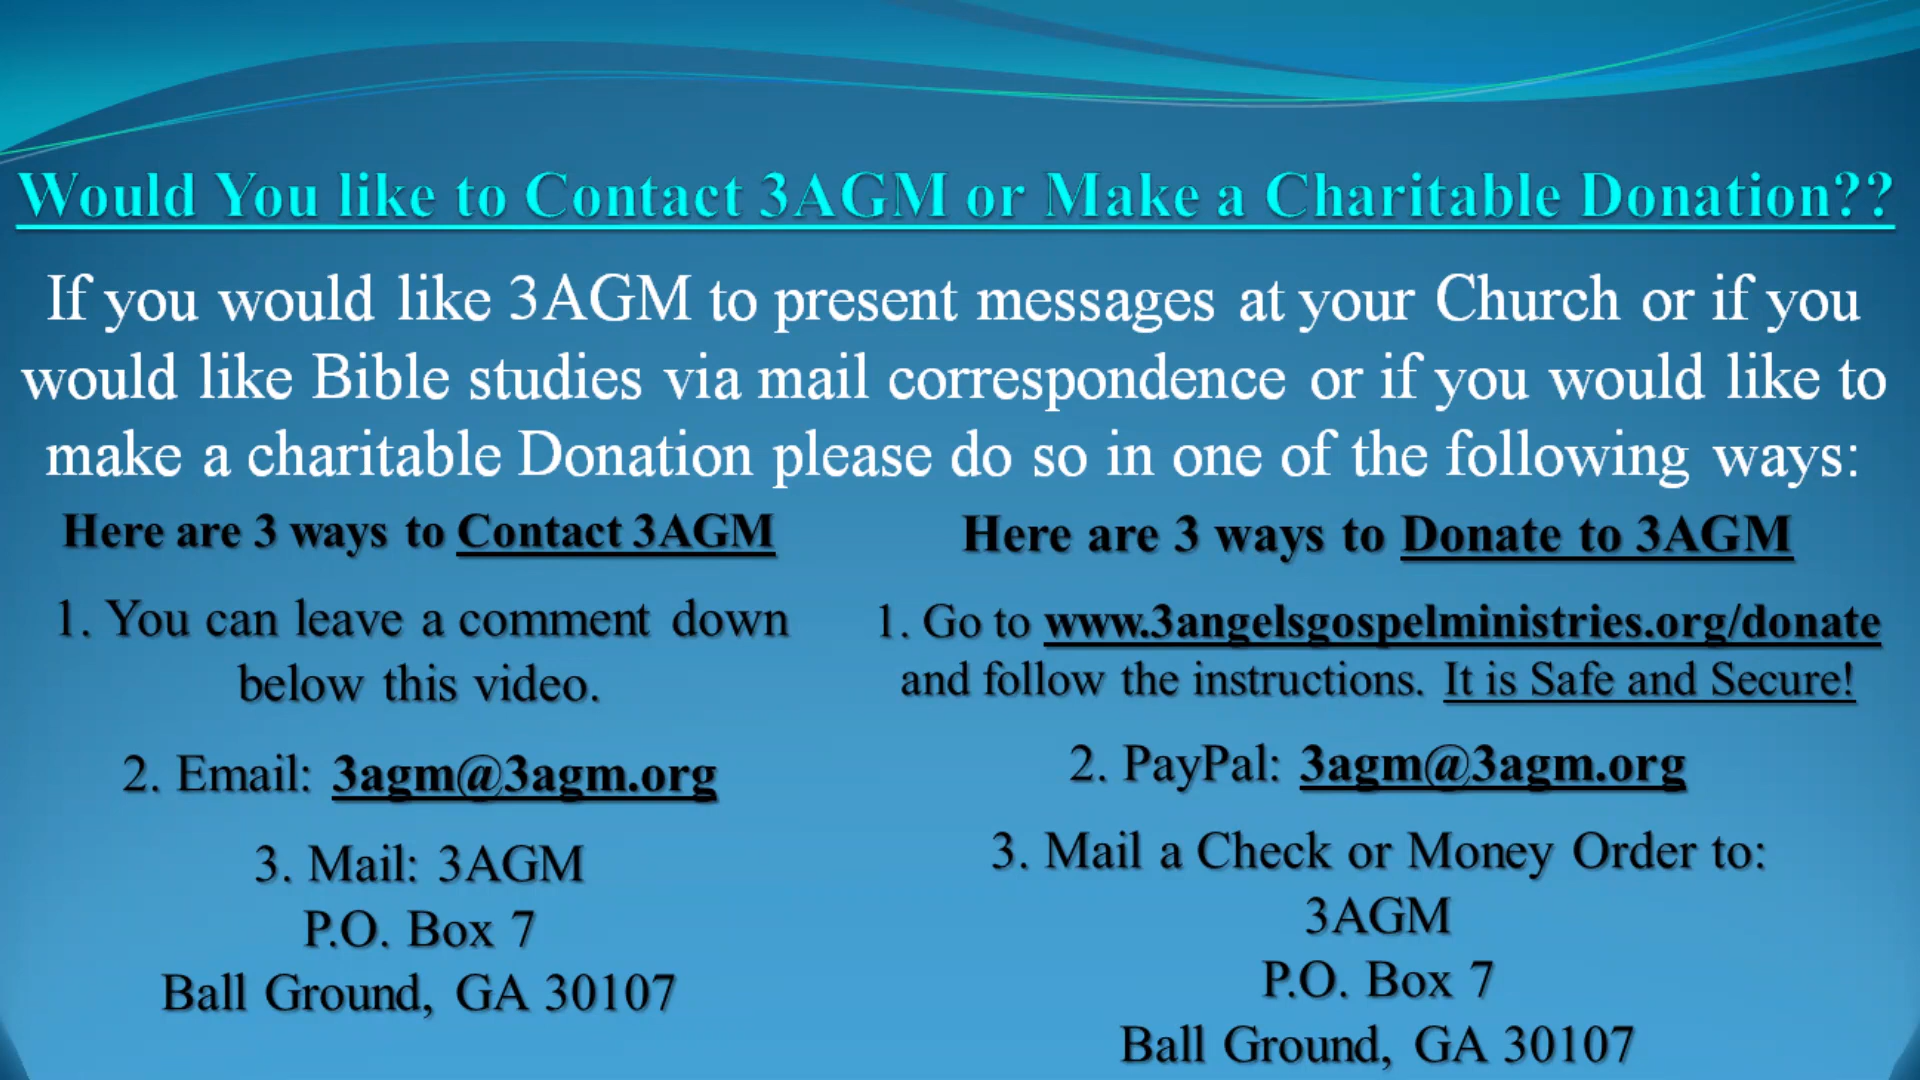 Would You like to Contact 3AGM or Make a Charitable Donation??
If you would like 3AGM to present messages at your Church or if you
would like Bible studies via mail correspondence or if you would like to
make a charitable Donation please do so in one of the following ways:
Here are 3 ways to Contact 3AGM
1. You can leave a comment down
below this video.
2. Email: 3agm@3agm.org
3. Mail: 3AGM
P.O. Box 7
Ball Ground, GA 30107
Here are 3 ways to Donate to 3AGM
1. Go to www.3angelsgospelministries.org/donate
and follow the instructions. It is Safe and Secure!
2. PayPal: 3agm@3agm.org
3. Mail a Check or Money Order to:
3AGM
P.O. Box 7
Ball Ground, GA 30107